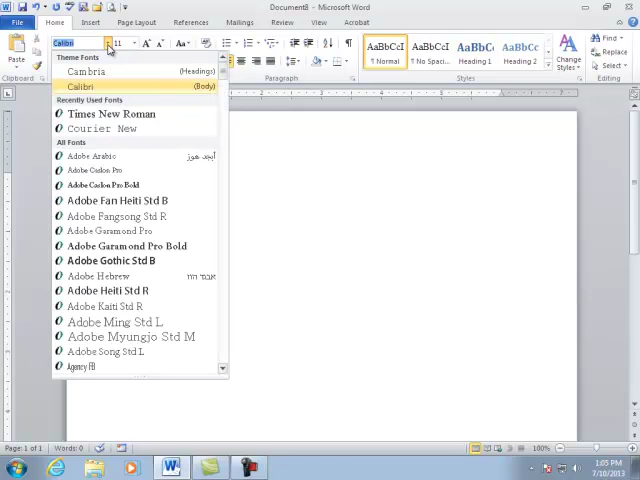 Document8 - Microsoft Word
File Home Insert Page Layout References Mailings Review View Acrobat
Calibri 11 Aa
Paste
AaBbCcI AaBbCcI AaBbCc AaBbCc
¶ Normal ¶ No Spaci... Heading 1 Heading 2
Change
Styles
Find
Replace
Select
Clipboard Paragraph Styles Editing
Theme Fonts
Cambria (Headings)
Calibri (Body)
Recently Used Fonts
Times New Roman
Courier New
All Fonts
Adobe Arabic أبجد هوز
Adobe Caslon Pro
Adobe Caslon Pro Bold
Adobe Fan Heiti Std B
Adobe Fangsong Std R
Adobe Garamond Pro
Adobe Garamond Pro Bold
Adobe Gothic Std B
Adobe Hebrew אבגד הוז
Adobe Heiti Std R
Adobe Kaiti Std R
Adobe Ming Std L
Adobe Myungjo Std M
Adobe Song Std L
Agency FB
Page: 1 of 1 Words: 0 100%
1:05 PM
7/10/2013